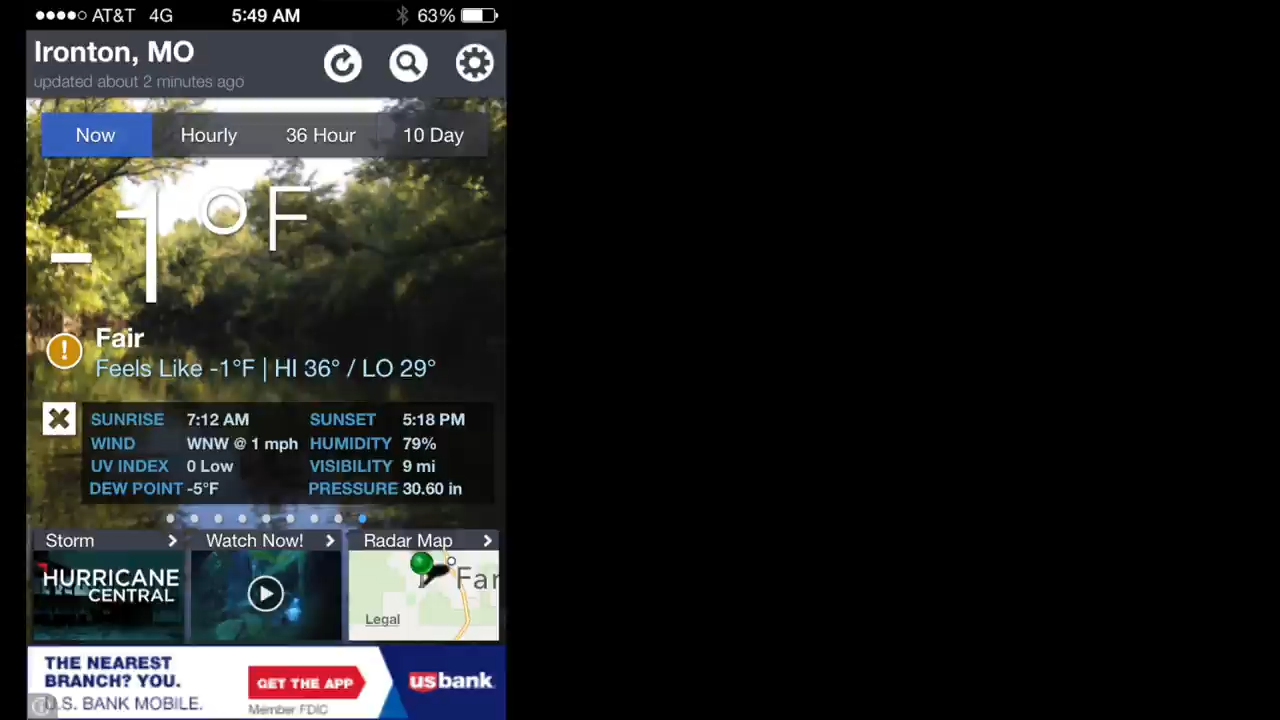 AT&T 4G 5:49 AM 63%
Ironton, MO
updated about 2 minutes ago
Now Hourly 36 Hour 10 Day
-1°F
Fair
Feels Like -1°F | HI 36° / LO 29°
SUNRISE 7:12 AM SUNSET 5:18 PM
WIND WNW @ 1 mph HUMIDITY 79%
UV INDEX 0 Low VISIBILITY 9 mi
DEW POINT -5°F PRESSURE 30.60 in
Storm Watch Now! Radar Map
HURRICANE
CENTRAL
Far
Legal
THE NEAREST
BRANCH? YOU.
U.S. BANK MOBILE.
GET THE APP
Member FDIC
usbank